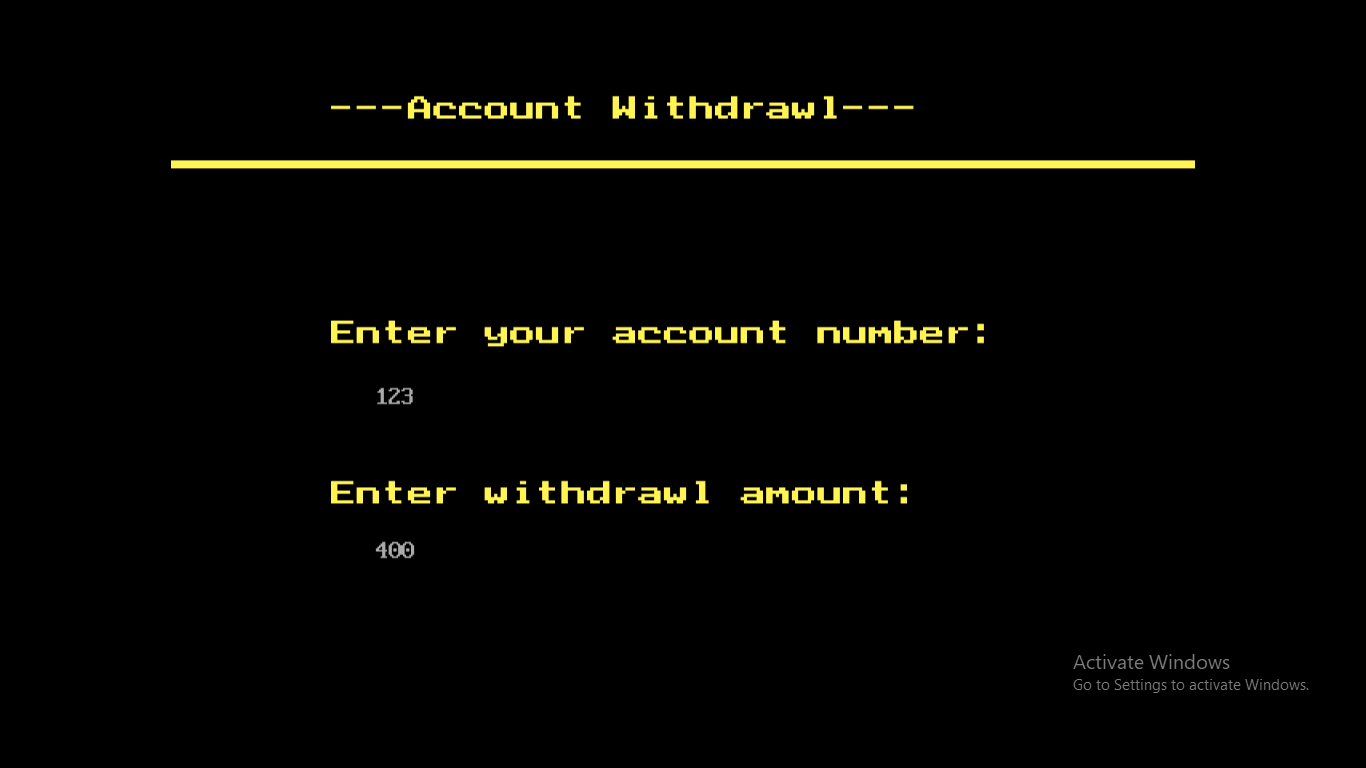 ---Account Withdrawl---
Enter your account number:
123
Enter withdrawl amount:
400
Activate Windows
Go to Settings to activate Windows.